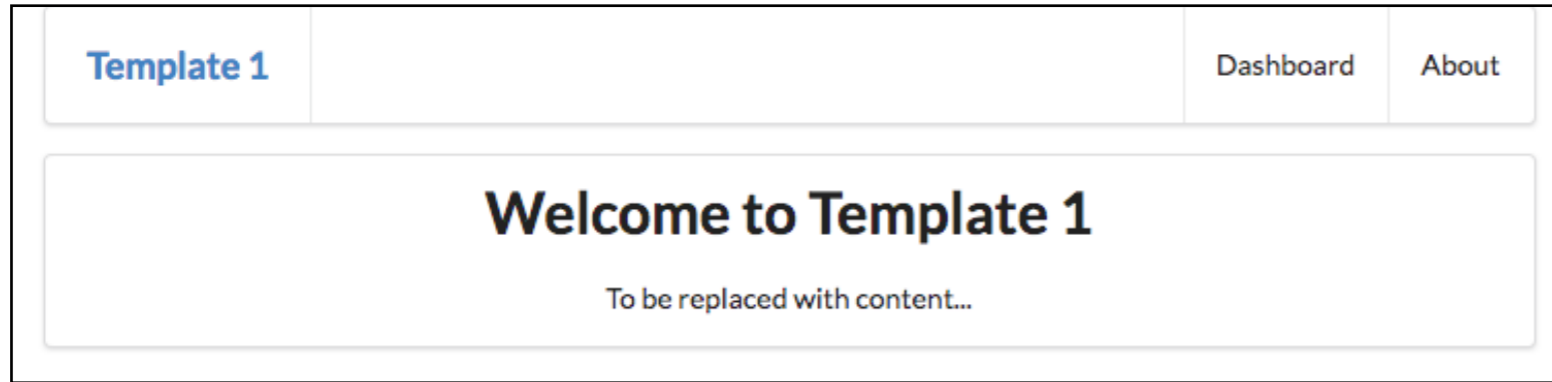 Template 1
Dashboard
About
Welcome to Template 1
To be replaced with content...